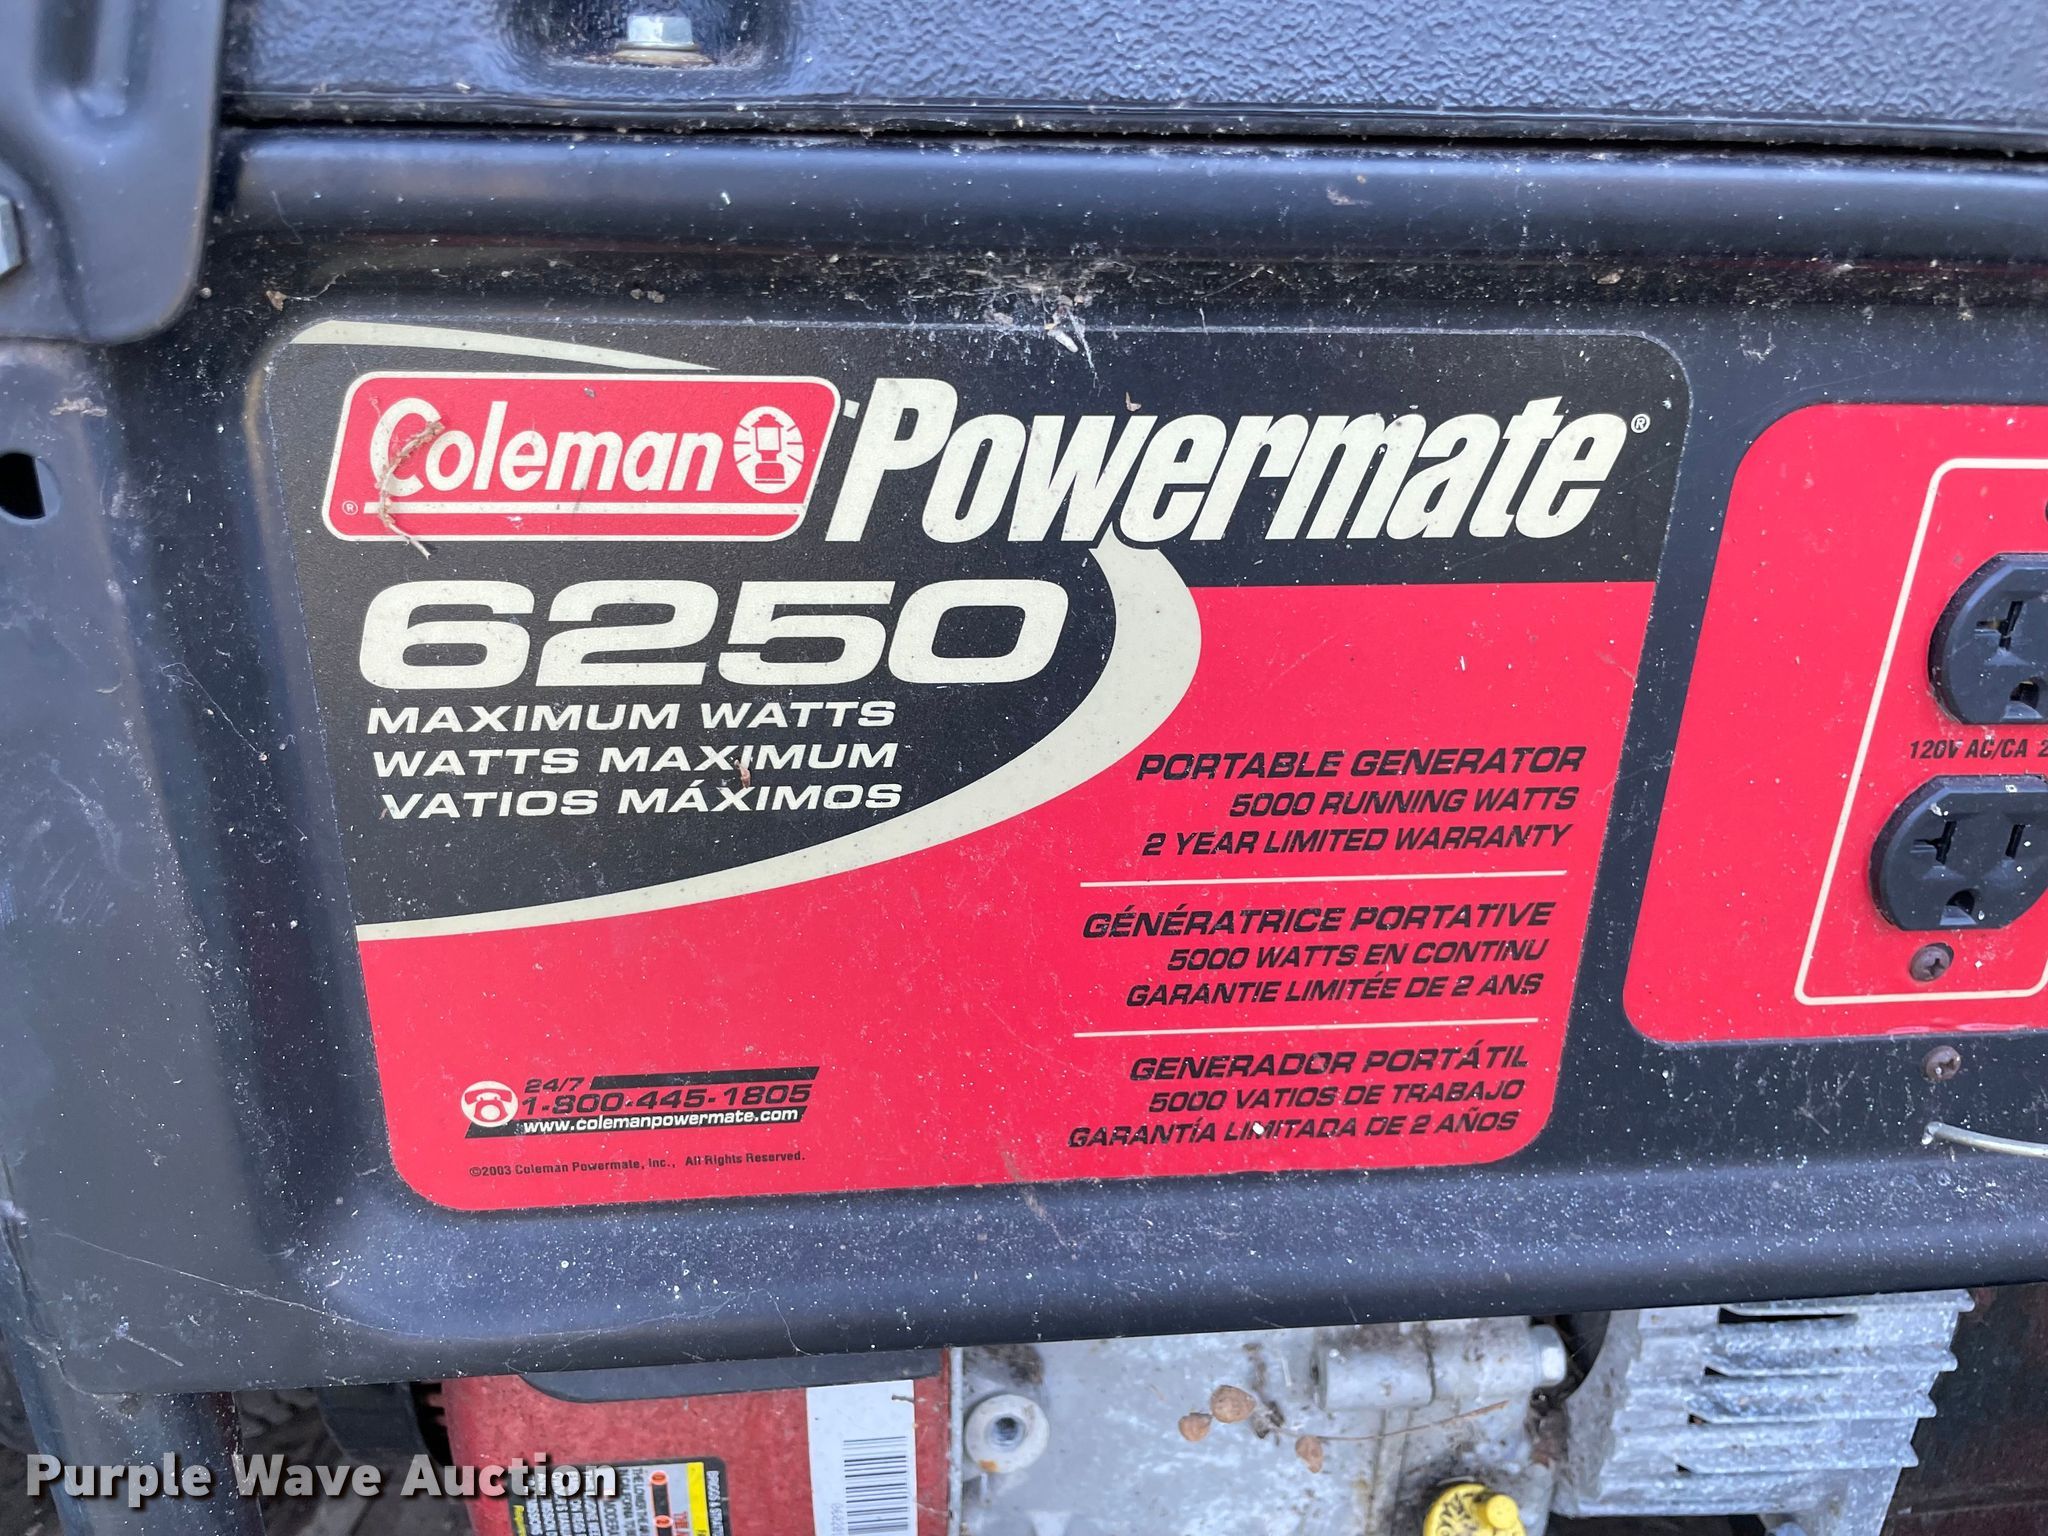 Coleman ® Powermate®
6250
MAXIMUM WATTS
WATTS MAXIMUM
VATIOS MÁXIMOS
PORTABLE GENERATOR
5000 RUNNING WATTS
2 YEAR LIMITED WARRANTY
GÉNÉRATRICE PORTATIVE
5000 WATTS EN CONTINU
GARANTIE LIMITÉE DE 2 ANS
GENERADOR PORTÁTIL
5000 VATIOS DE TRABAJO
GARANTÍA LIMITADA DE 2 AÑOS
24/7
1-800-445-1805
www.colemanpowermate.com
©2003 Coleman Powermate, Inc., All Rights Reserved.
120V AC/CA 2
Purple Wave Auction